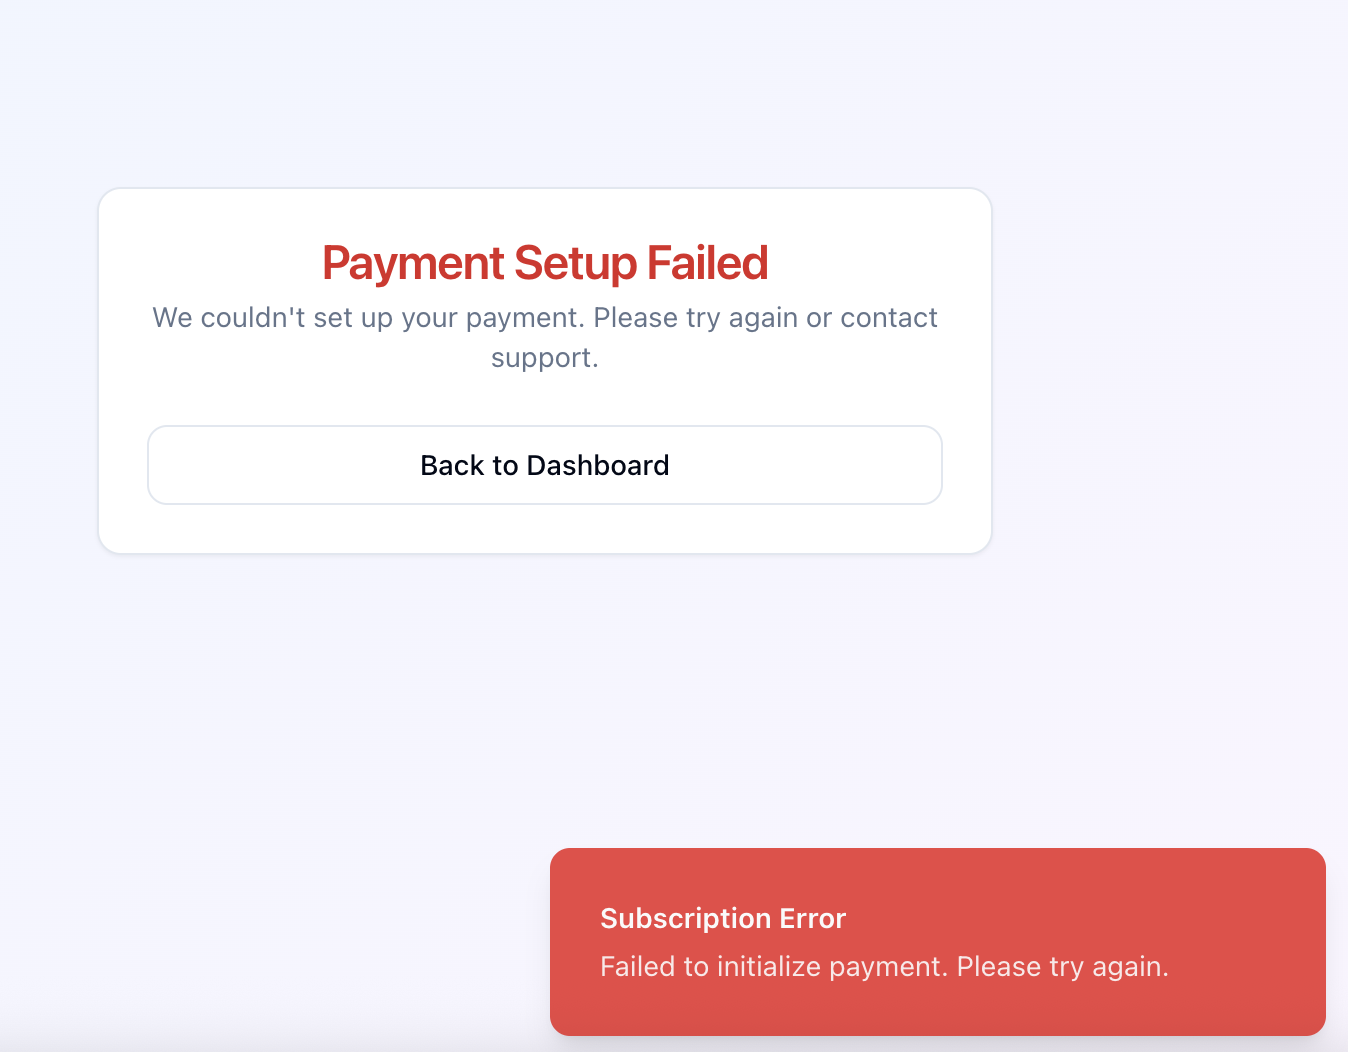 Payment Setup Failed
We couldn't set up your payment. Please try again or contact
support.
Back to Dashboard
Subscription Error
Failed to initialize payment. Please try again.